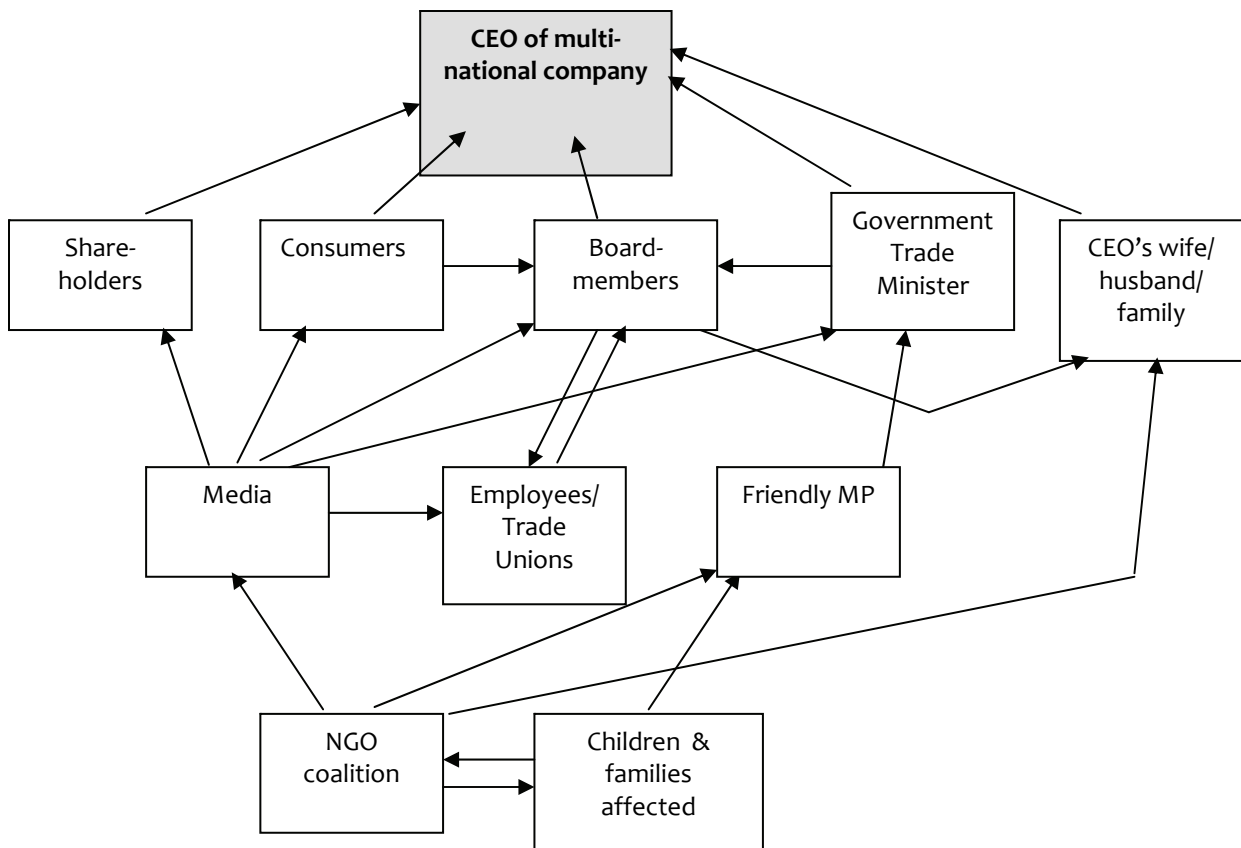 CEO of multi-
national company
Share-
holders
Consumers
Board-
members
Government
Trade
Minister
CEO’s wife/
husband/
family
Media
Employees/
Trade
Unions
Friendly MP
NGO
coalition
Children  &
families
affected